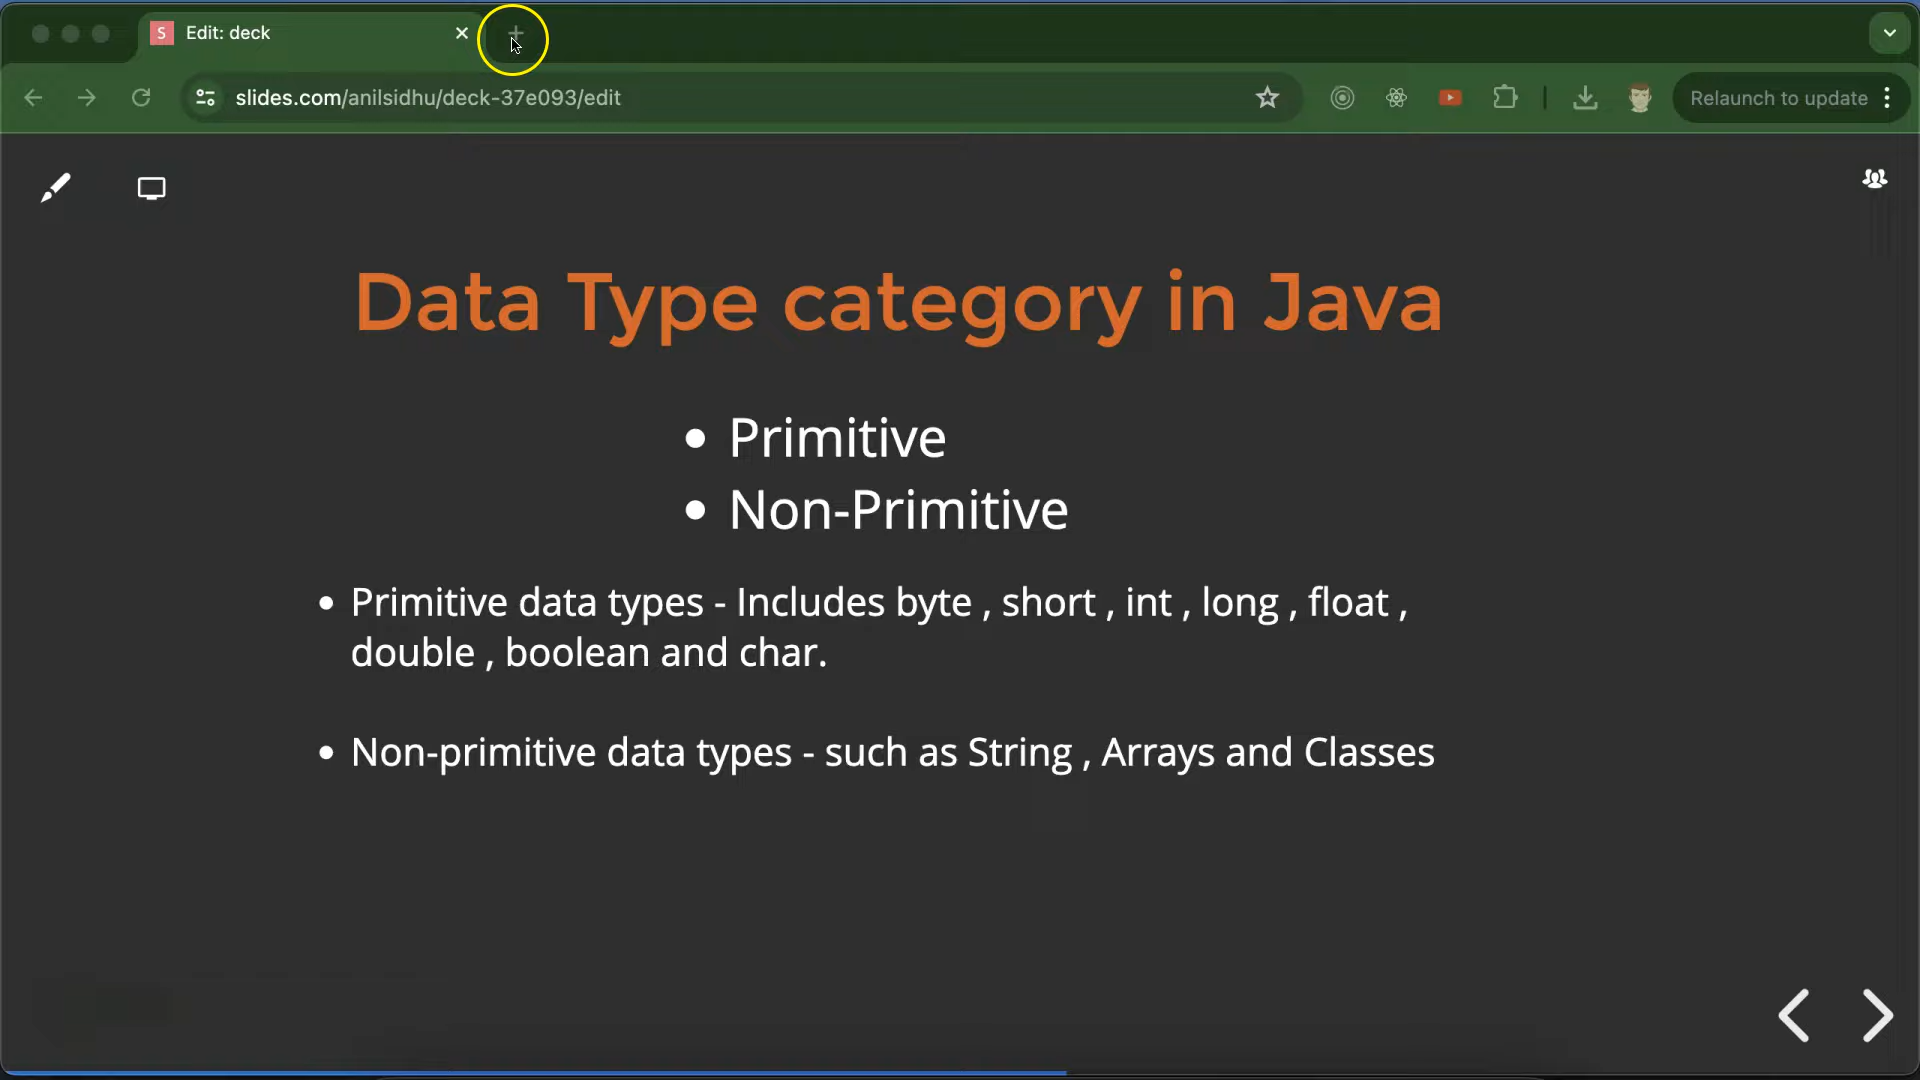 S Edit: deck
slides.com/anilsidhu/deck-37e093/edit
Relaunch to update
Data Type category in Java
• Primitive
• Non-Primitive
• Primitive data types - Includes byte , short , int , long , float ,
double , boolean and char.
• Non-primitive data types - such as String , Arrays and Classes